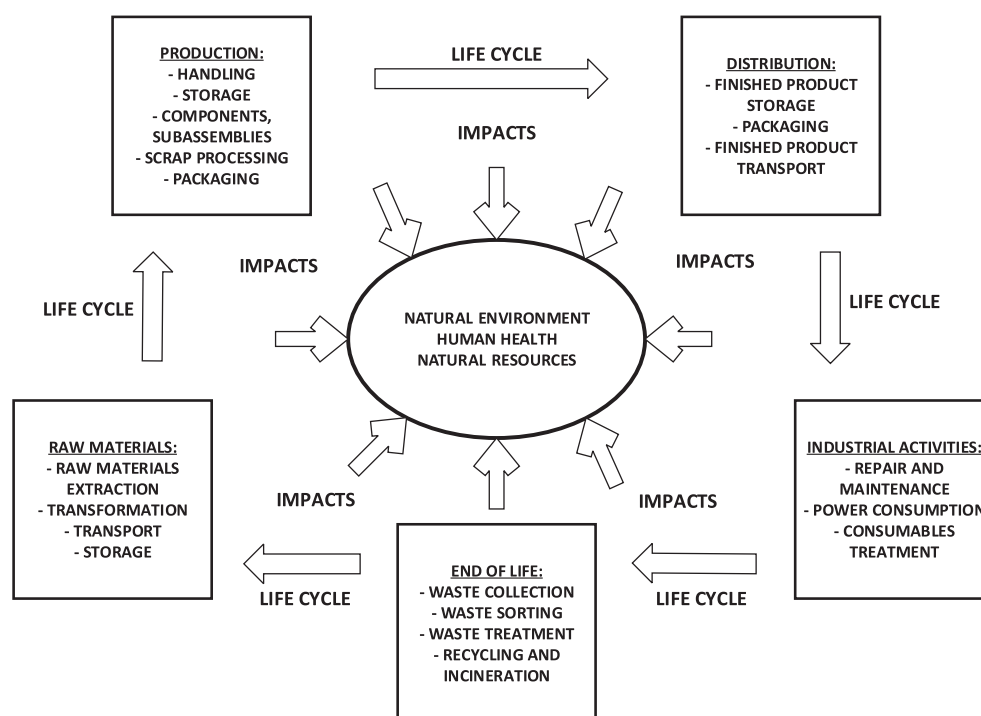 PRODUCTION:
- HANDLING
- STORAGE
- COMPONENTS,
SUBASSEMBLIES
- SCRAP PROCESSING
- PACKAGING
LIFE CYCLE
IMPACTS
DISTRIBUTION:
- FINISHED PRODUCT
STORAGE
- PACKAGING
- FINISHED PRODUCT
TRANSPORT
IMPACTS
IMPACTS
LIFE CYCLE
LIFE CYCLE
NATURAL ENVIRONMENT
HUMAN HEALTH
NATURAL RESOURCES
RAW MATERIALS:
- RAW MATERIALS
EXTRACTION
- TRANSFORMATION
- TRANSPORT
- STORAGE
INDUSTRIAL ACTIVITIES:
- REPAIR AND
MAINTENANCE
- POWER CONSUMPTION
- CONSUMABLES
TREATMENT
IMPACTS
IMPACTS
END OF LIFE:
- WASTE COLLECTION
- WASTE SORTING
- WASTE TREATMENT
- RECYCLING AND
INCINERATION
LIFE CYCLE
LIFE CYCLE